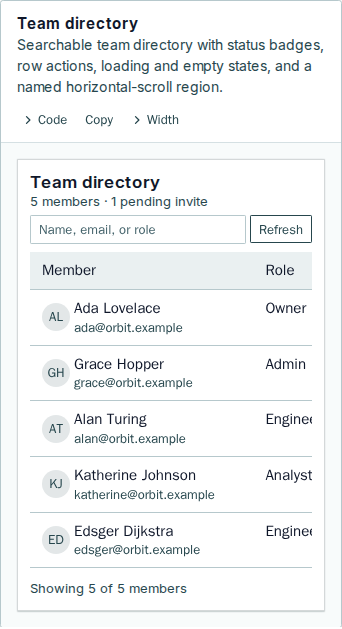 Team directory
Searchable team directory with status badges,
row actions, loading and empty states, and a
named horizontal-scroll region.
Code Copy Width
Team directory
5 members · 1 pending invite
Name, email, or role Refresh
Member Role
AL Ada Lovelace Owner
ada@orbit.example
GH Grace Hopper Admin
grace@orbit.example
AT Alan Turing
alan@orbit.example
KJ Katherine Johnson Analyst
katherine@orbit.example
ED Edsger Dijkstra
edsger@orbit.example
Showing 5 of 5 members